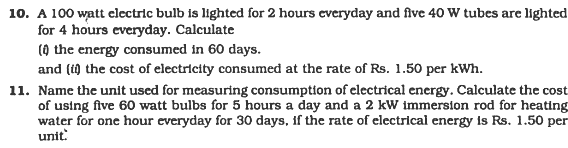 10. A 100 watt electric bulb is lighted for 2 hours everyday and five 40 W tubes are lighted
for 4 hours everyday. Calculate
(i) the energy consumed in 60 days.
and (ii) the cost of electricity consumed at the rate of Rs. 1.50 per kWh.
11. Name the unit used for measuring consumption of electrical energy. Calculate the cost
of using five 60 watt bulbs for 5 hours a day and a 2 kW immersion rod for heating
water for one hour everyday for 30 days, if the rate of electrical energy is Rs. 1.50 per
unit.